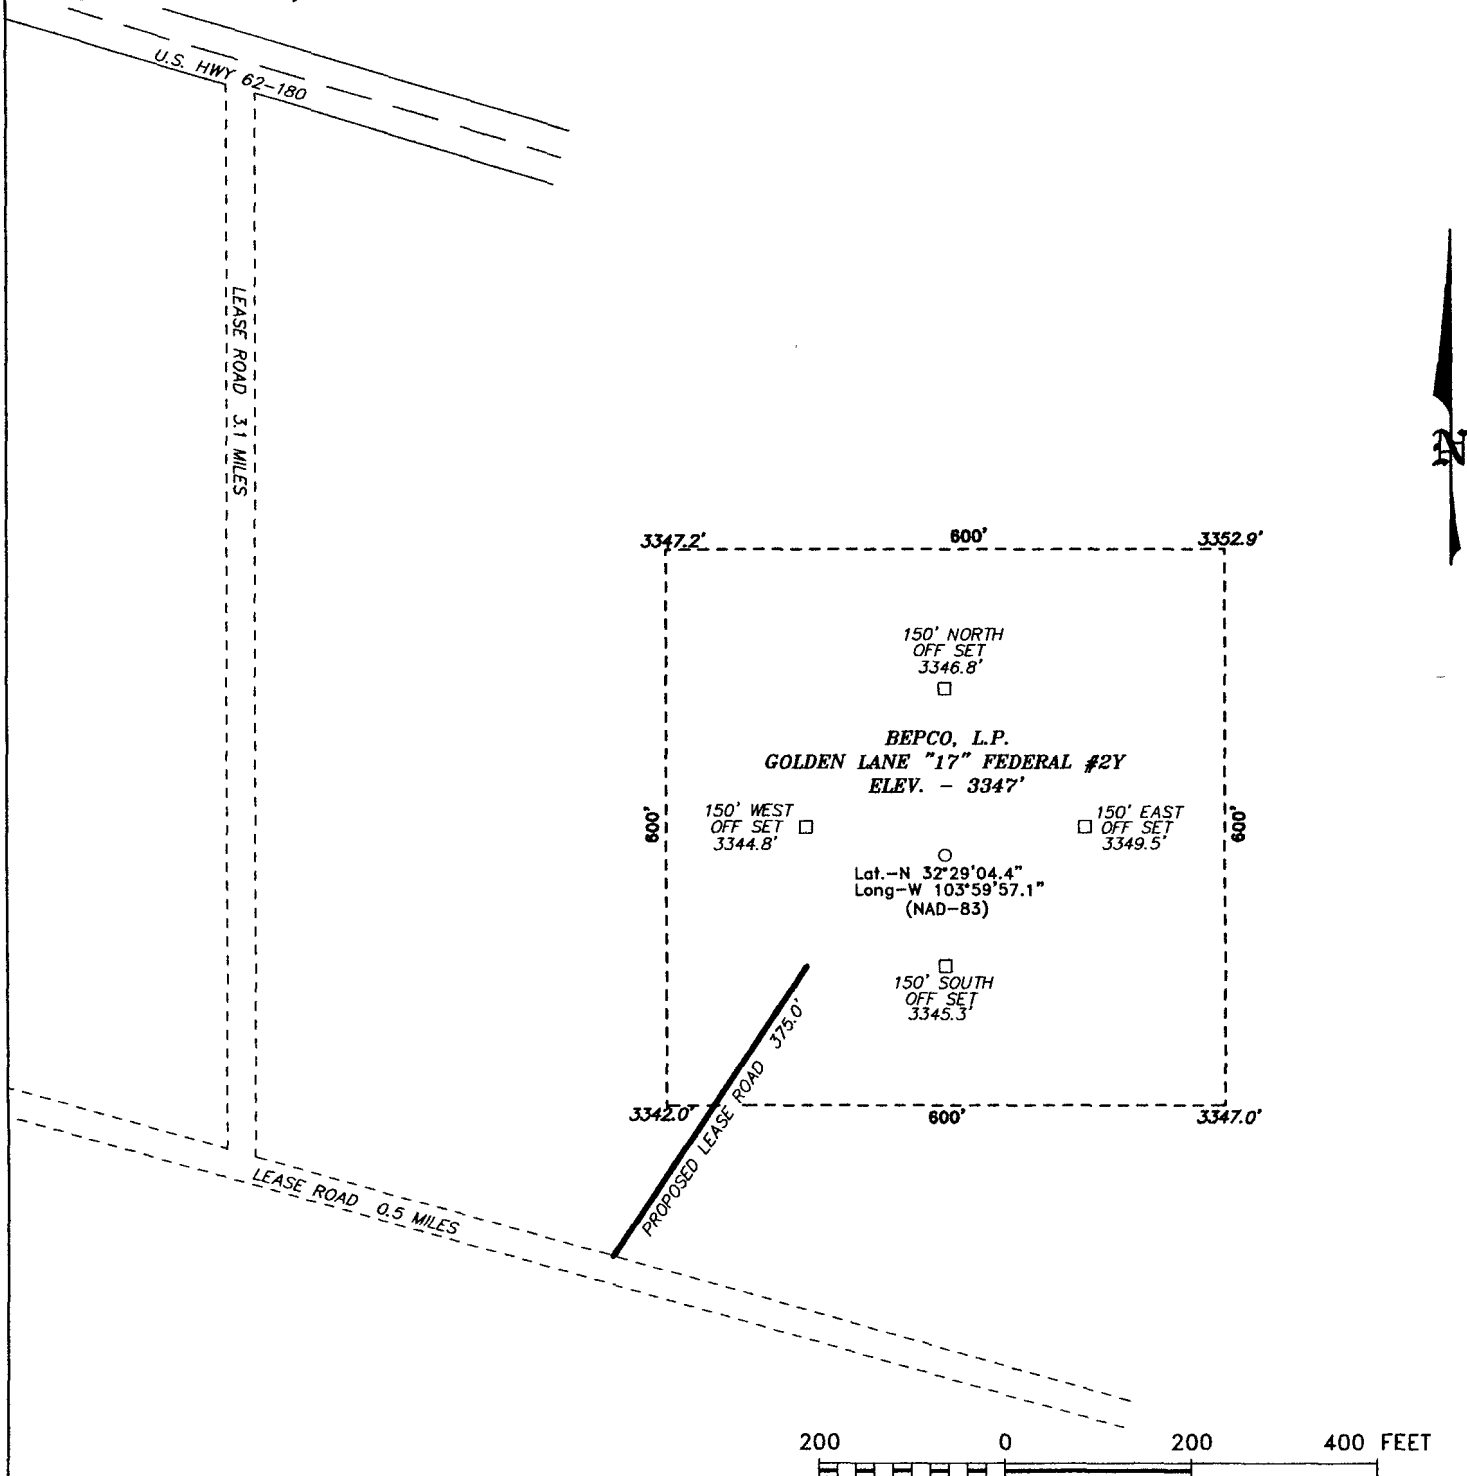 U.S. HWY 62-180
LEASE ROAD 3.1 MILES
N
3347.2'
600'
3352.9'
150' NORTH
OFF SET
3346.8'
BEPCO, L.P.
GOLDEN LANE "17" FEDERAL #2Y
ELEV. - 3347'
600'
150' WEST
OFF SET
3344.8'
150' EAST
OFF SET
3349.5'
600'
Lat.-N 32°29'04.4"
Long-W 103°59'57.1"
(NAD-83)
150' SOUTH
OFF SET
3345.3'
PROPOSED LEASE ROAD 375.0'
3342.0'
600'
3347.0'
LEASE ROAD 0.5 MILES
200 0 200 400 FEET